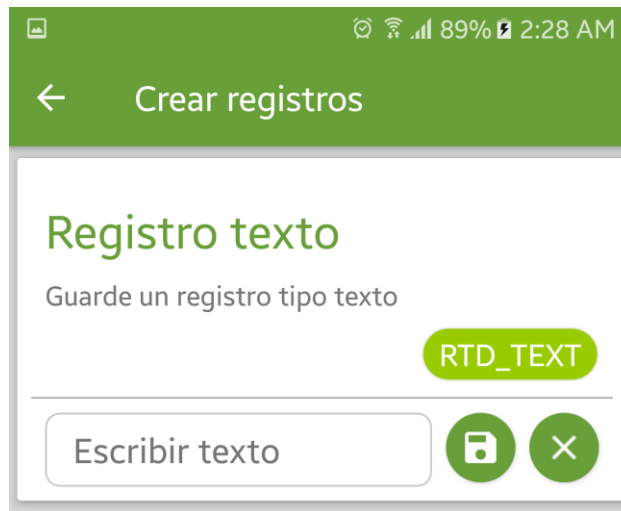 89% 2:28 AM
Crear registros
Registro texto
Guarde un registro tipo texto
RTD_TEXT
Escribir texto